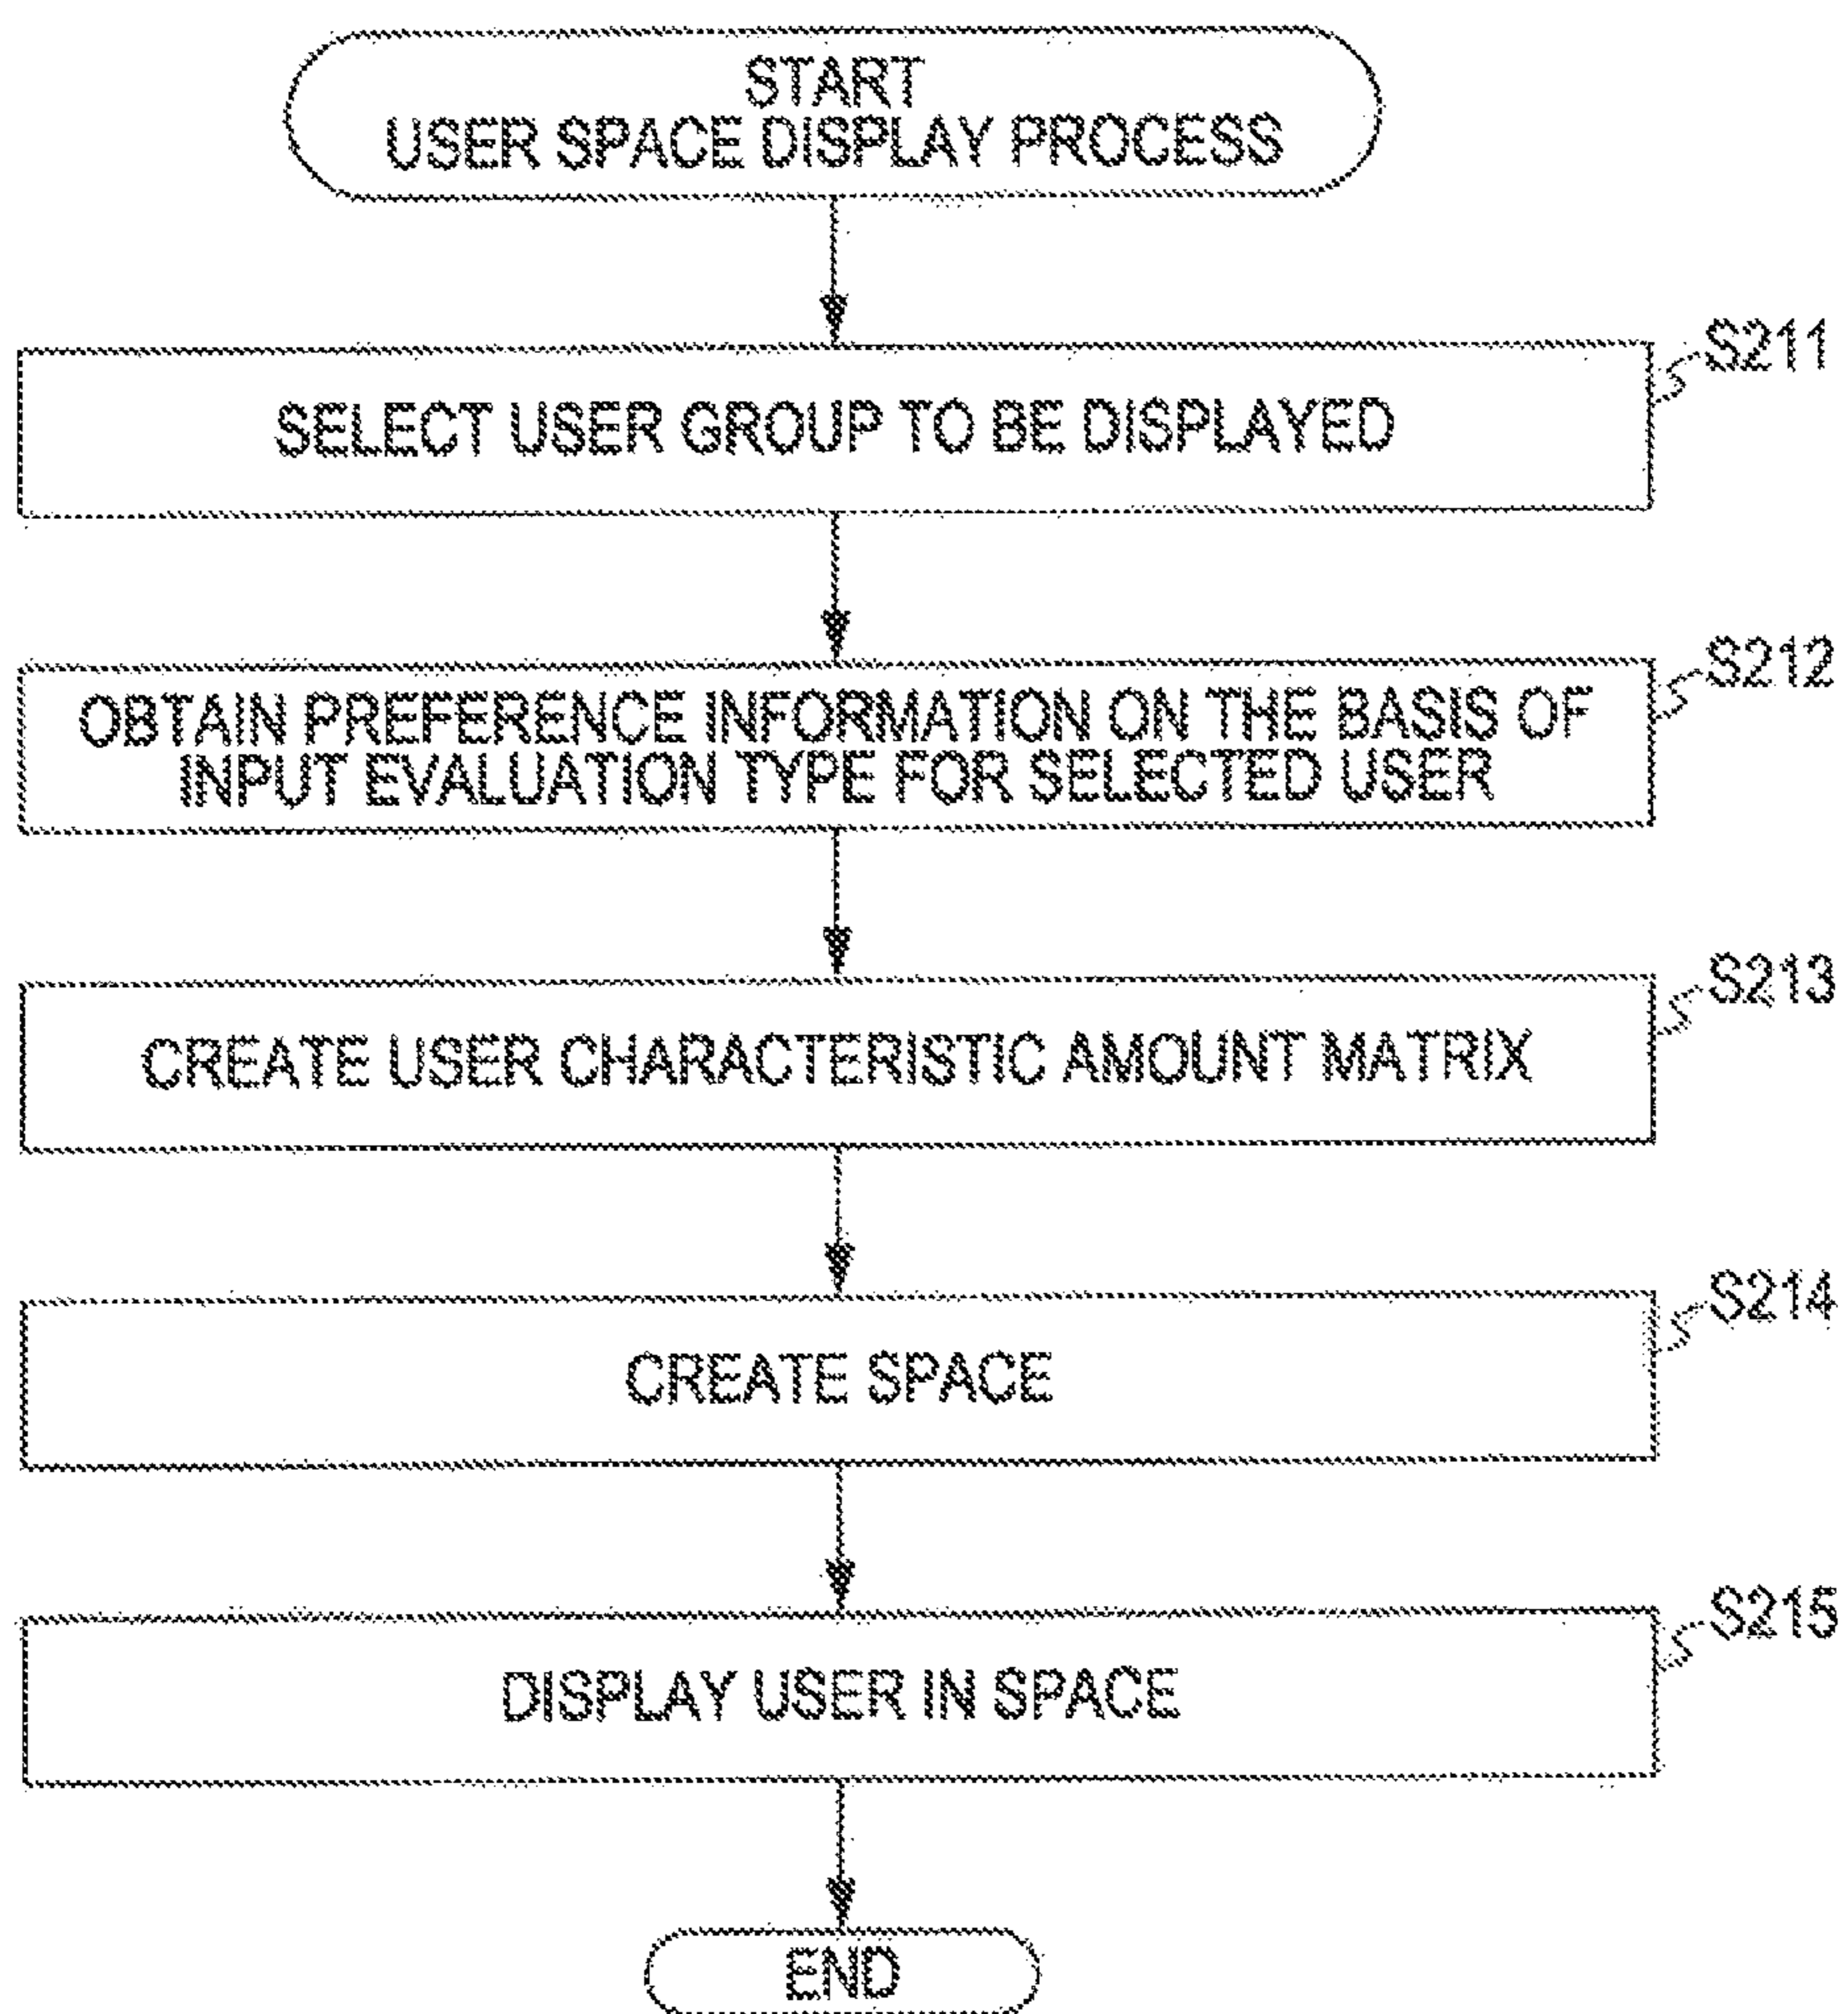 START
USER SPACE DISPLAY PROCESS
S211
SELECT USER GROUP TO BE DISPLAYED
S212
OBTAIN PREFERENCE INFORMATION ON THE BASIS OF
INPUT EVALUATION TYPE FOR SELECTED USER
S213
CREATE USER CHARACTERISTIC AMOUNT MATRIX
S214
CREATE SPACE
S215
DISPLAY USER IN SPACE
END